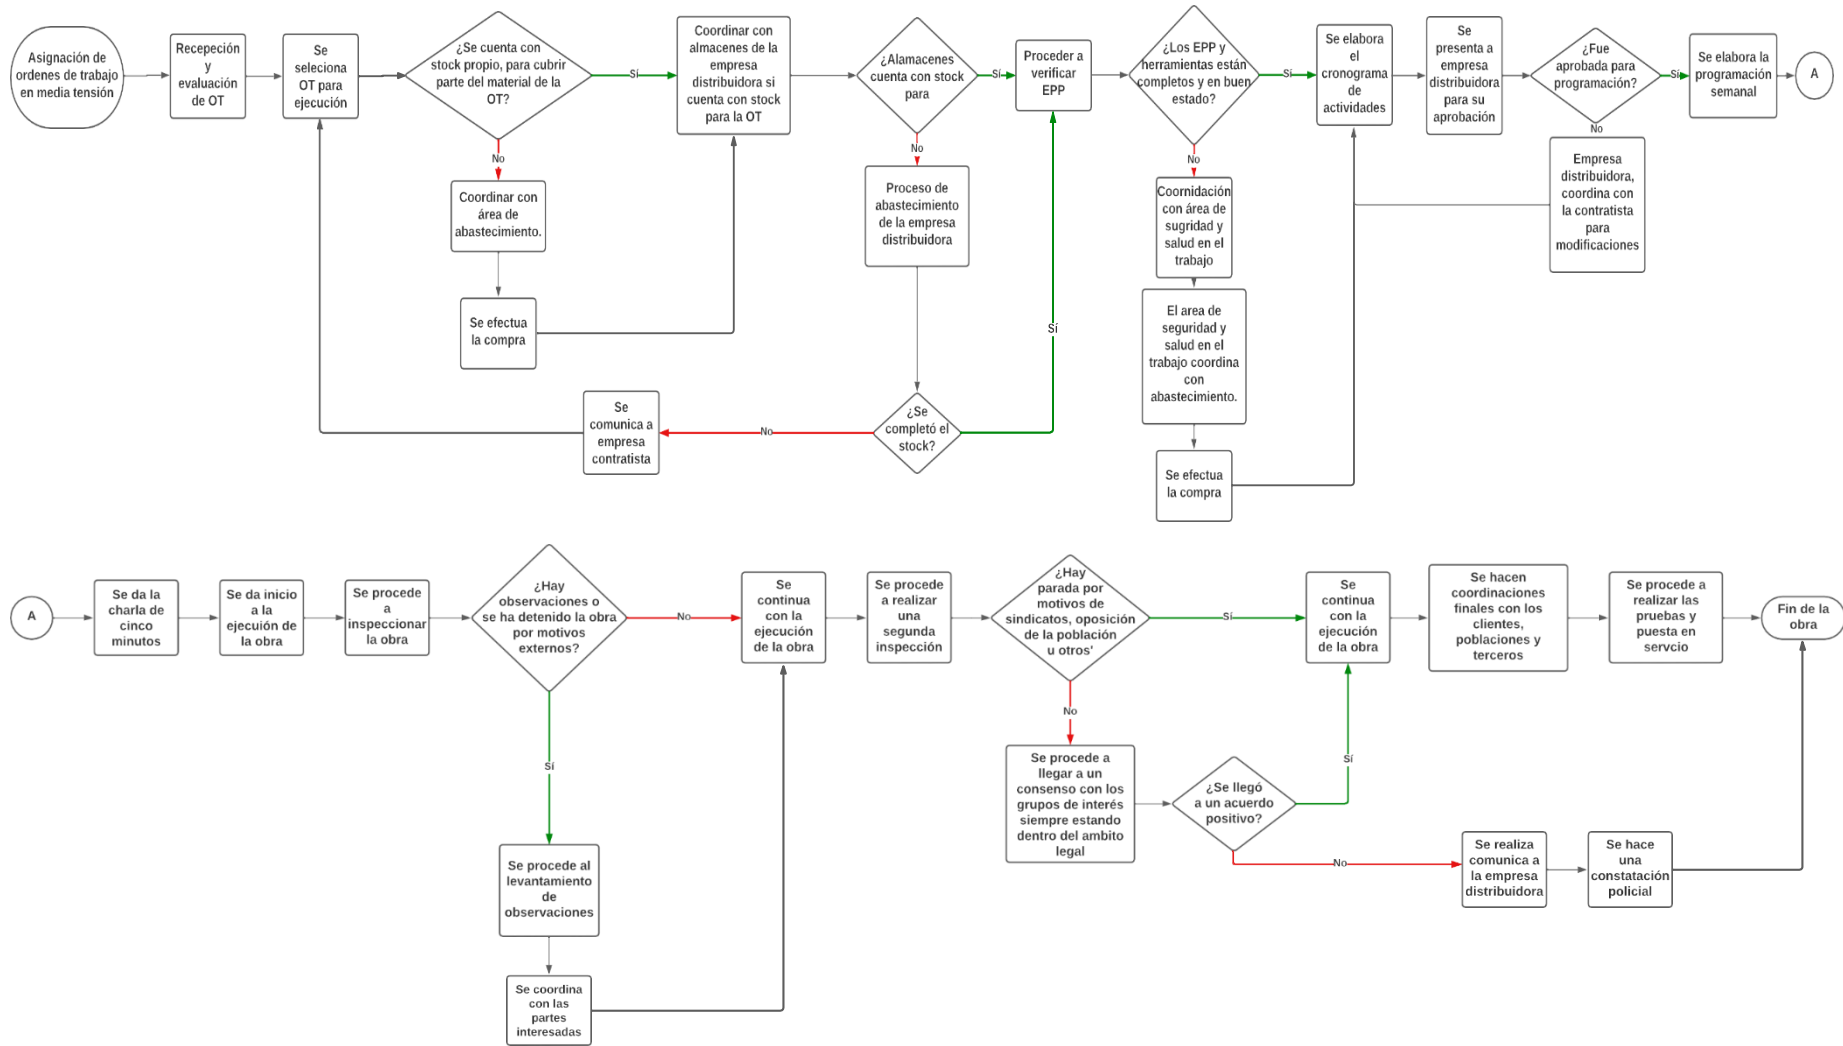 Asignación de
ordenes de trabajo
en media tensión
Recepeción
y
evaluación
de OT
Se
seleciona
OT para
ejecución
¿Se cuenta con
stock propio, para cubrir
parte del material de la
OT?
Sí
No
Coordinar con
área de
abastecimiento.
Se efectua
la compra
Coordinar con
almacenes de la
empresa
distribuidora si
cuenta con stock
para la OT
¿Alamacenes
cuenta con stock
para
Sí
No
Proceso de
abastecimiento
de la empresa
distribuidora
¿Se
completó el
stock?
No
Sí
Se
comunica a
empresa
contratista
Proceder a
verificar
EPP
¿Los EPP y
herramientas están
completos y en buen
estado?
Sí
No
Coornidación
con área de
sugridad y
salud en el
trabajo
El area de
seguridad y
salud en el
trabajo coordina
con
abastecimiento.
Se efectua
la compra
Se elabora
el
cronograma
de
actividades
Se
presenta a
empresa
distribuidora
para su
aprobación
¿Fue
aprobada para
programación?
Sí
No
Empresa
distribuidora,
coordina con
la contratista
para
modificaciones
Se elabora la
programación
semanal
A
A
Se da la
charla de
cinco
minutos
Se da inicio
a la
ejecuión de
la obra
Se procede
a
inspeccionar
la obra
¿Hay
observaciones o
se ha detenido la obra
por motivos
externos?
No
Sí
Se procede al
levantamiento
de
observaciones
Se coordina
con las
partes
interesadas
Se
continua
con la
ejecución
de la obra
Se procede
a realizar
una
segunda
inspección
¿Hay
parada por
motivos de
sindicatos, oposición
de la población
u otros'
Sí
No
Se procede a
llegar a un
consenso con los
grupos de interés
siempre estando
dentro del ambito
legal
¿Se llegó
a un acuerdo
positivo?
Sí
No
Se
continua
con la
ejecución
de la obra
Se hacen
coordinaciones
finales con los
clientes,
poblaciones y
terceros
Se procede a
realizar las
pruebas y
puesta en
servcio
Fin de la
obra
Se realiza
comunica a
la empresa
distribuidora
Se hace
una
constatación
policial